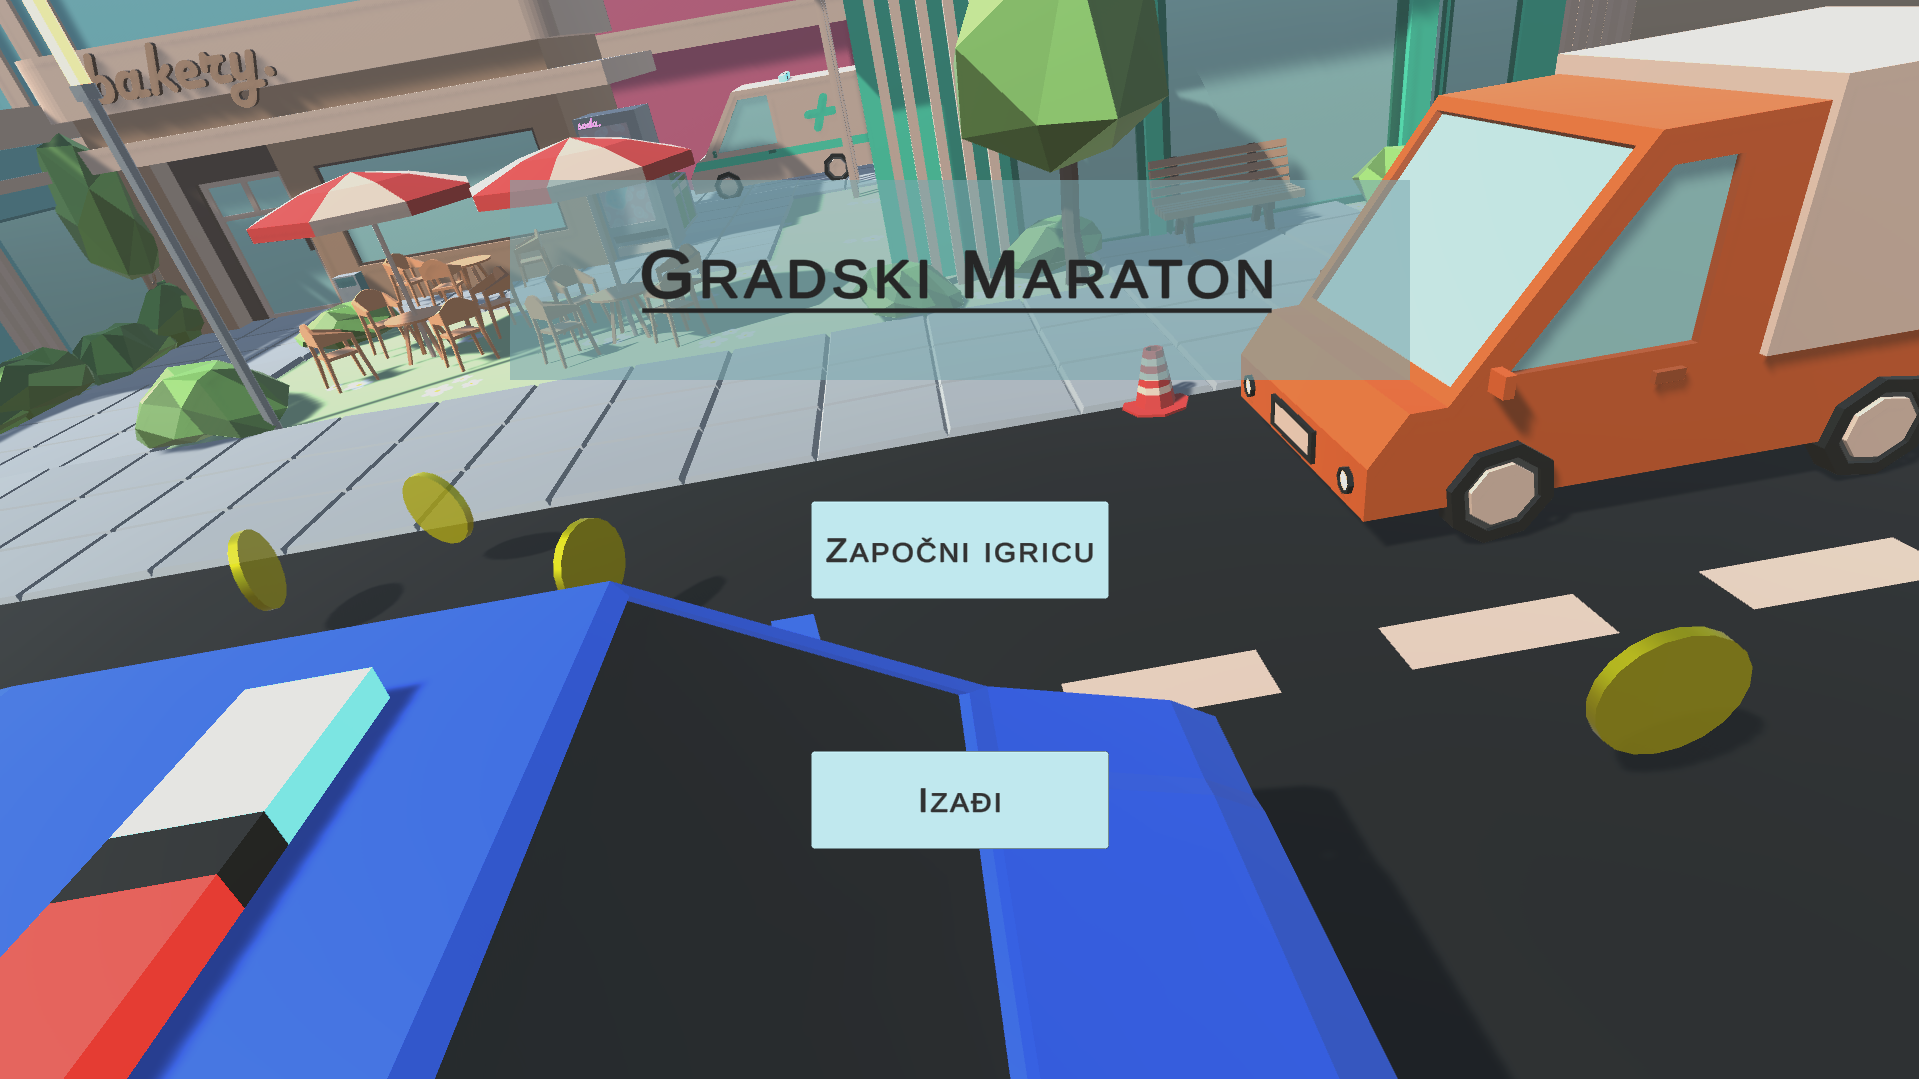 bakery.
soda.
Gradski Maraton
Započni igricu
Izađi